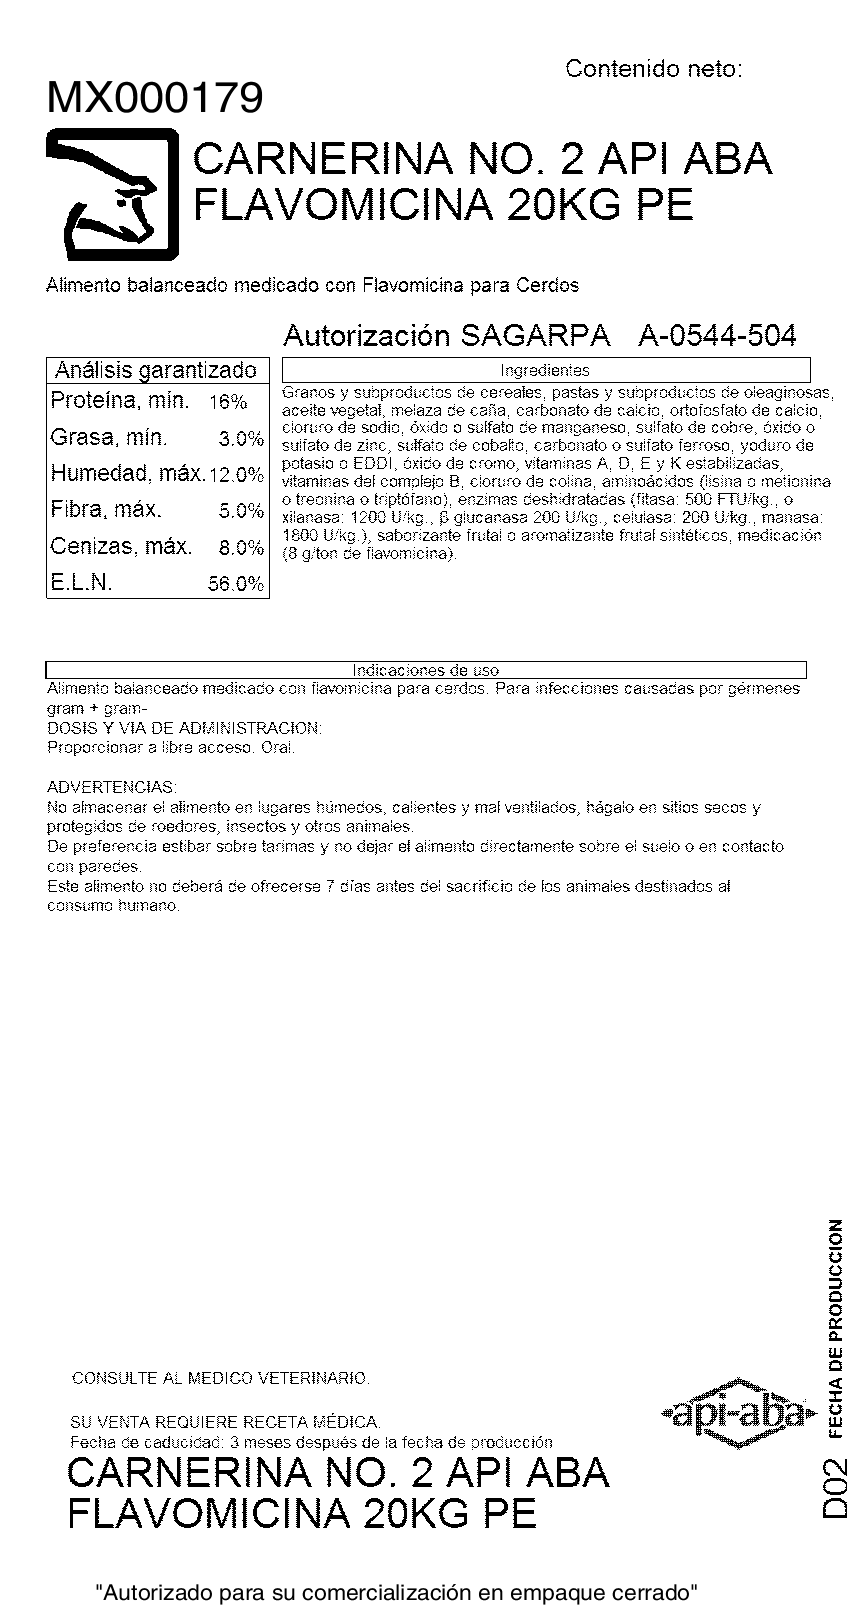 Contenido neto:
MX000179
CARNERINA NO. 2 API ABA
FLAVOMICINA 20KG PE
Alimento balanceado medicado con Flavomicina para Cerdos
Autorización SAGARPA A-0544-504
Análisis garantizado
Proteína, mín. 16%
Grasa, mín. 3.0%
Humedad, máx. 12.0%
Fibra, máx. 5.0%
Cenizas, máx. 8.0%
E.L.N. 56.0%
Ingredientes
Granos y subproductos de cereales, pastas y subproductos de oleaginosas,
aceite vegetal, melaza de caña, carbonato de calcio, ortofosfato de calcio,
cloruro de sodio, óxido o sulfato de manganeso, sulfato de cobre, óxido o
sulfato de zinc, sulfato de cobalto, carbonato o sulfato ferroso, yoduro de
potasio o EDDI, óxido de cromo, vitaminas A, D, E y K estabilizadas,
vitaminas del complejo B, cloruro de colina, aminoácidos (lisina o metionina
o treonina o triptófano), enzimas deshidratadas (fitasa: 500 FTU/kg., o
xilanasa: 1200 U/kg., β glucanasa 200 U/kg., celulasa: 200 U/kg., manasa:
1800 U/kg.), saborizante frutal o aromatizante frutal sintéticos, medicación
(8 g/ton de flavomicina).
Indicaciones de uso
Alimento balanceado medicado con flavomicina para cerdos. Para infecciones causadas por gérmenes
gram + gram-
DOSIS Y VIA DE ADMINISTRACION:
Proporcionar a libre acceso. Oral.
ADVERTENCIAS:
No almacenar el alimento en lugares húmedos, calientes y mal ventilados, hágalo en sitios secos y
protegidos de roedores, insectos y otros animales.
De preferencia estibar sobre tarimas y no dejar el alimento directamente sobre el suelo o en contacto
con paredes.
Este alimento no deberá de ofrecerse 7 días antes del sacrificio de los animales destinados al
consumo humano.
FECHA DE PRODUCCION
D02
CONSULTE AL MEDICO VETERINARIO.
api-aba
SU VENTA REQUIERE RECETA MÉDICA.
Fecha de caducidad: 3 meses después de la fecha de producción
CARNERINA NO. 2 API ABA
FLAVOMICINA 20KG PE
"Autorizado para su comercialización en empaque cerrado"